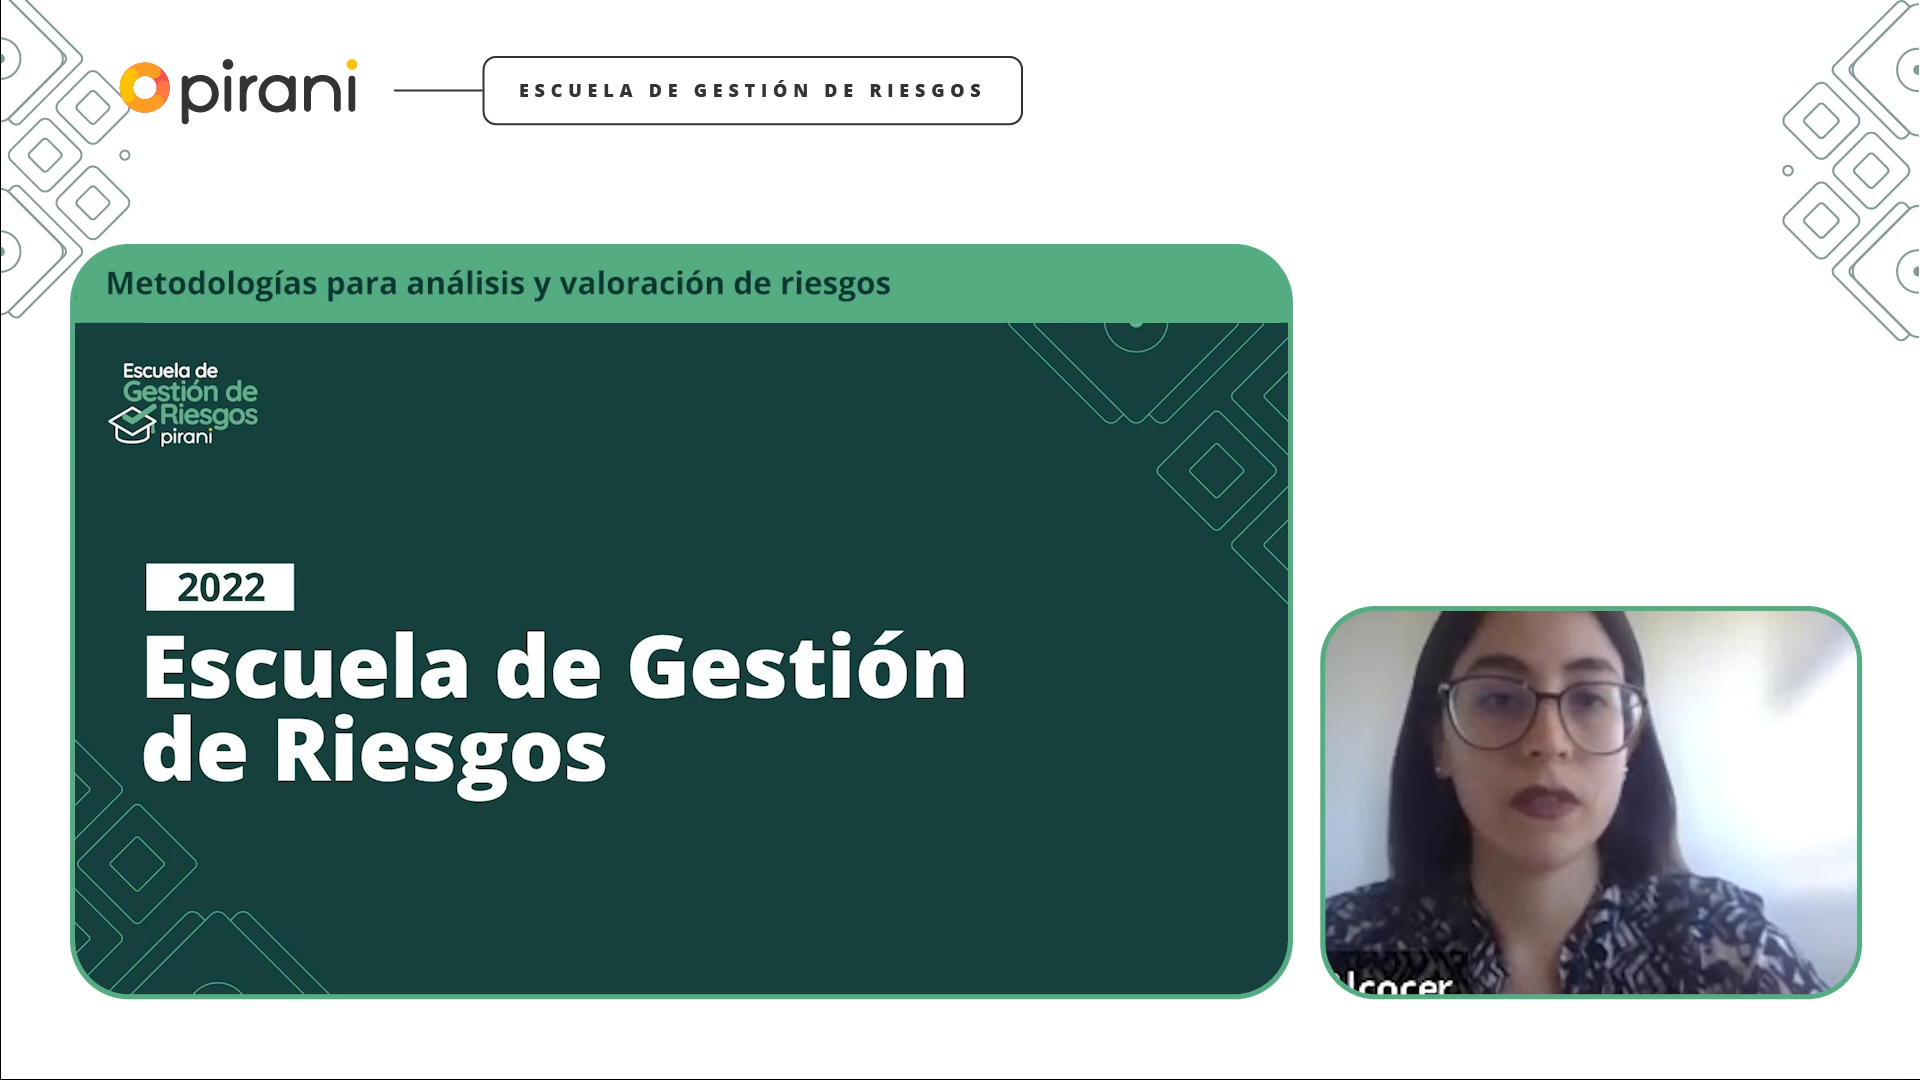 pirani
ESCUELA DE GESTIÓN DE RIESGOS
Metodologías para análisis y valoración de riesgos
Escuela de
Gestión de
Riesgos
pirani
2022
Escuela de Gestión
de Riesgos
lcocer